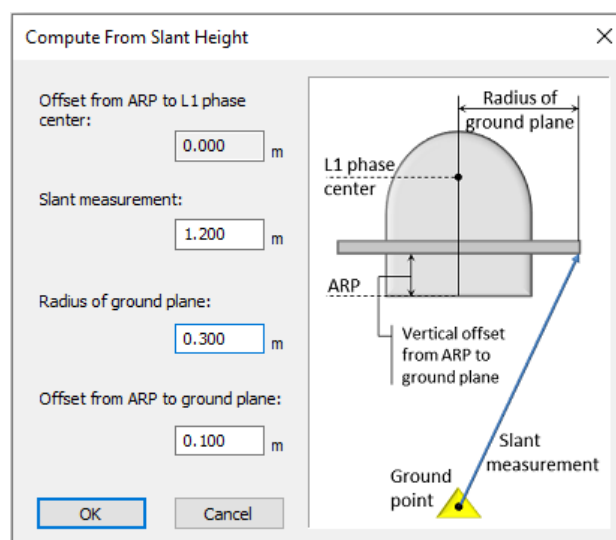 Compute From Slant Height
Offset from ARP to L1 phase
center:
0.000 m
Slant measurement:
1.200 m
Radius of ground plane:
0.300 m
Offset from ARP to ground plane:
0.100 m
OK Cancel
Radius of
ground plane
L1 phase
center
ARP
Vertical offset
from ARP to
ground plane
Slant
measurement
Ground
point